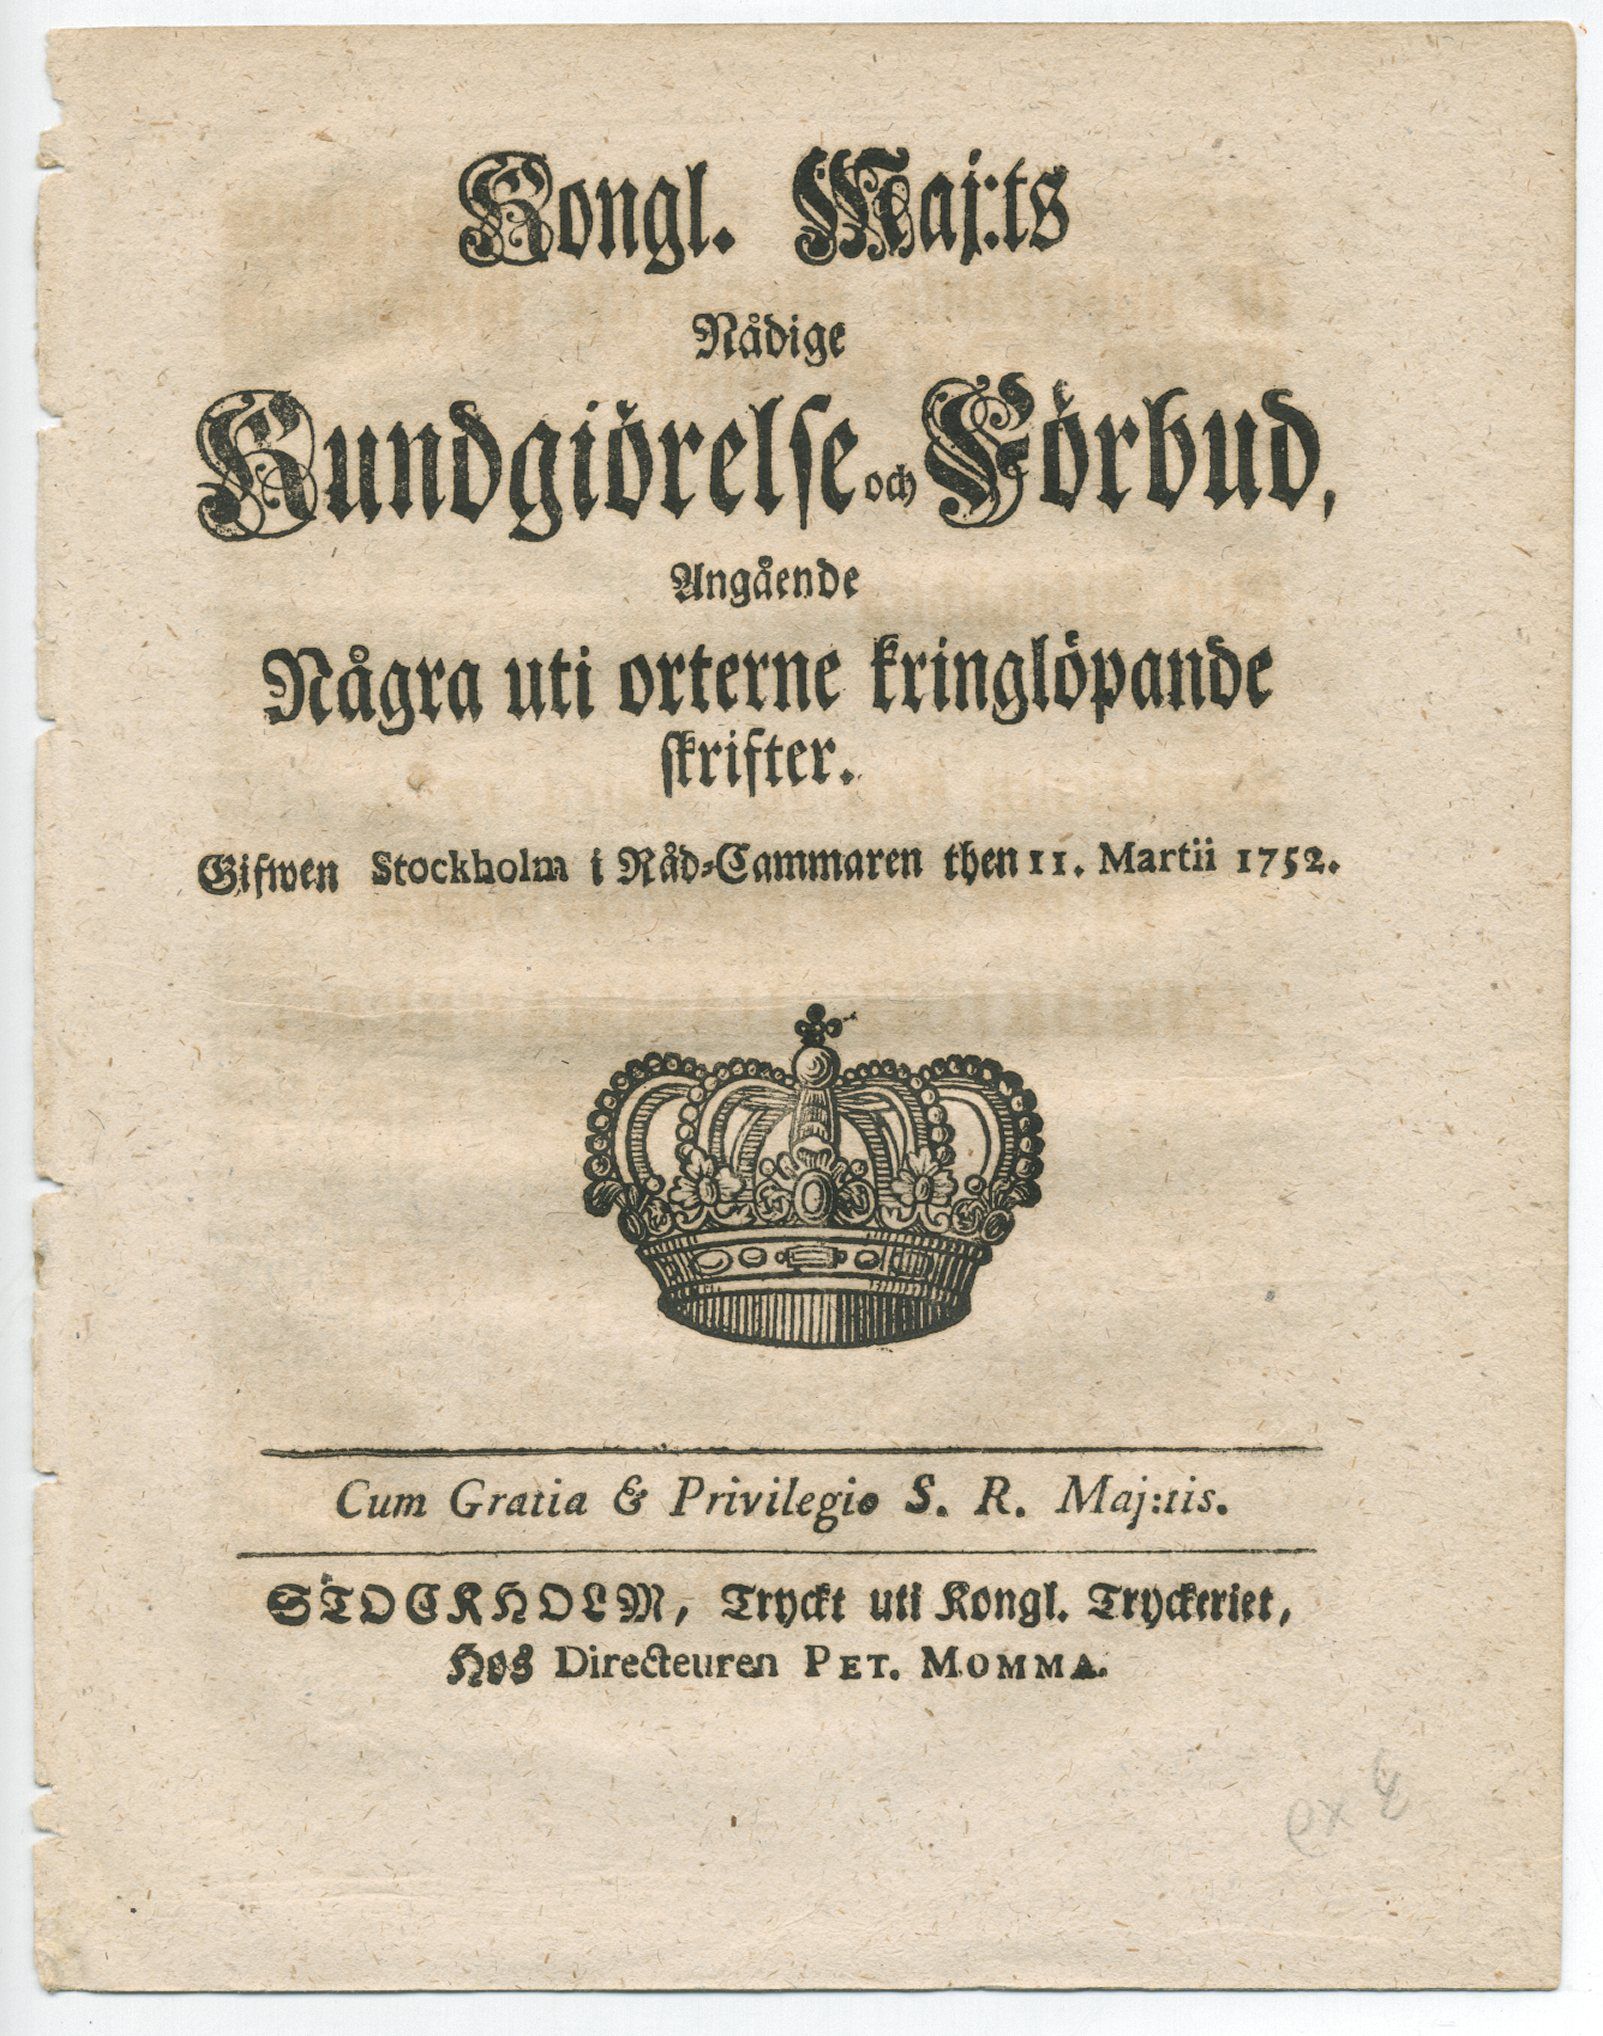 Kongl. Maj:ts
Nådige
Kundgiörelse och Förbud,
Angående
Några uti orterne kringlöpande
skrifter.
Gifwen Stockholm i Råd-Cammaren then 11. Martii 1752.
Cum Gratia & Privilegio S. R. Maj:tis.
STOCKHOLM, Tryckt uti Kongl. Tryckeriet,
Hos Directeuren PET. MOMMA.